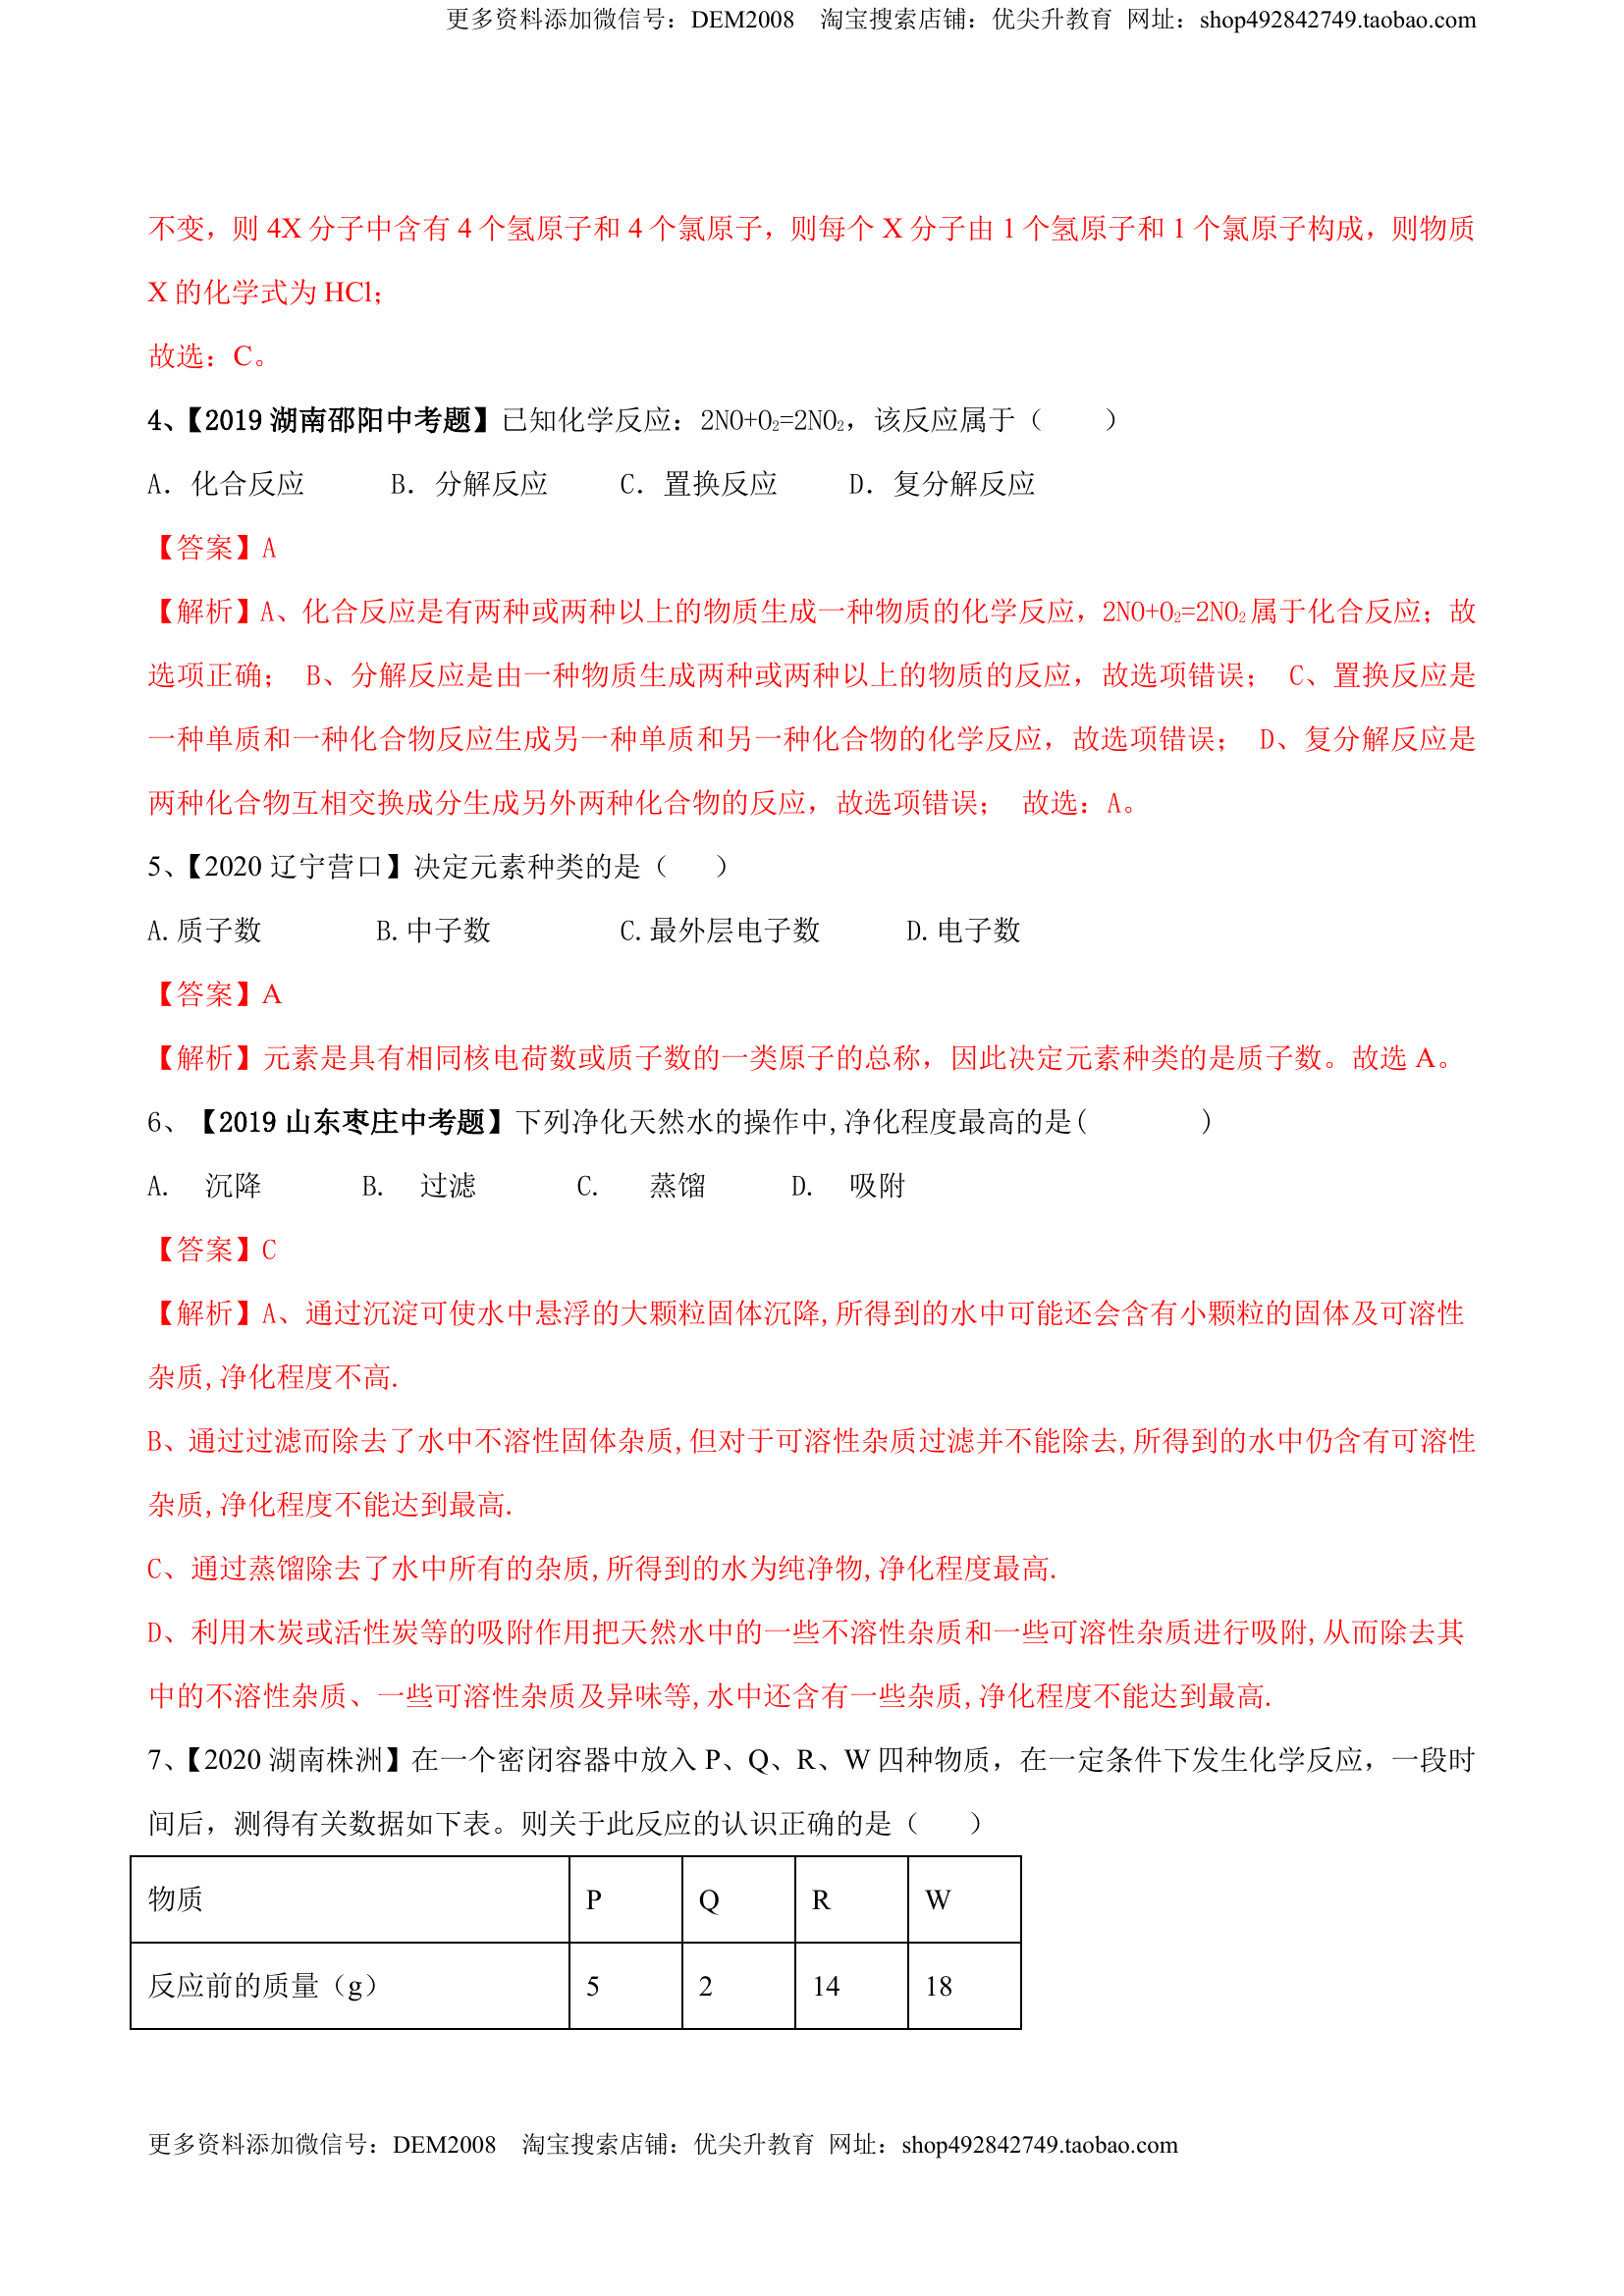 更多资料添加微信号：DEM2008 淘宝搜索店铺：优尖升教育 网址：shop492842749.taobao.com
不变，则 4X 分子中含有 4 个氢原子和 4 个氯原子，则每个 X 分子由 1 个氢原子和 1 个氯原子构成，则物质
X 的化学式为 HCl；
故选：C。
4、【2019 湖南邵阳中考题】已知化学反应：2NO+O₂=2NO₂，该反应属于（ ）
A．化合反应 B．分解反应 C．置换反应 D．复分解反应
【答案】A
【解析】A、化合反应是有两种或两种以上的物质生成一种物质的化学反应，2NO+O₂=2NO₂属于化合反应；故
选项正确； B、分解反应是由一种物质生成两种或两种以上的物质的反应，故选项错误； C、置换反应是
一种单质和一种化合物反应生成另一种单质和另一种化合物的化学反应，故选项错误； D、复分解反应是
两种化合物互相交换成分生成另外两种化合物的反应，故选项错误； 故选：A。
5、【2020 辽宁营口】决定元素种类的是（ ）
A.质子数 B.中子数 C.最外层电子数 D.电子数
【答案】A
【解析】元素是具有相同核电荷数或质子数的一类原子的总称，因此决定元素种类的是质子数。故选 A。
6、【2019 山东枣庄中考题】下列净化天然水的操作中,净化程度最高的是( )
A. 沉降 B. 过滤 C. 蒸馏 D. 吸附
【答案】C
【解析】A、通过沉淀可使水中悬浮的大颗粒固体沉降,所得到的水中可能还会含有小颗粒的固体及可溶性
杂质,净化程度不高.
B、通过过滤而除去了水中不溶性固体杂质,但对于可溶性杂质过滤并不能除去,所得到的水中仍含有可溶性
杂质,净化程度不能达到最高.
C、通过蒸馏除去了水中所有的杂质,所得到的水为纯净物,净化程度最高.
D、利用木炭或活性炭等的吸附作用把天然水中的一些不溶性杂质和一些可溶性杂质进行吸附,从而除去其
中的不溶性杂质、一些可溶性杂质及异味等,水中还含有一些杂质,净化程度不能达到最高.
7、【2020 湖南株洲】在一个密闭容器中放入 P、Q、R、W 四种物质，在一定条件下发生化学反应，一段时
间后，测得有关数据如下表。则关于此反应的认识正确的是（ ）
物质 P Q R W
反应前的质量（g） 5 2 14 18
更多资料添加微信号：DEM2008 淘宝搜索店铺：优尖升教育 网址：shop492842749.taobao.com